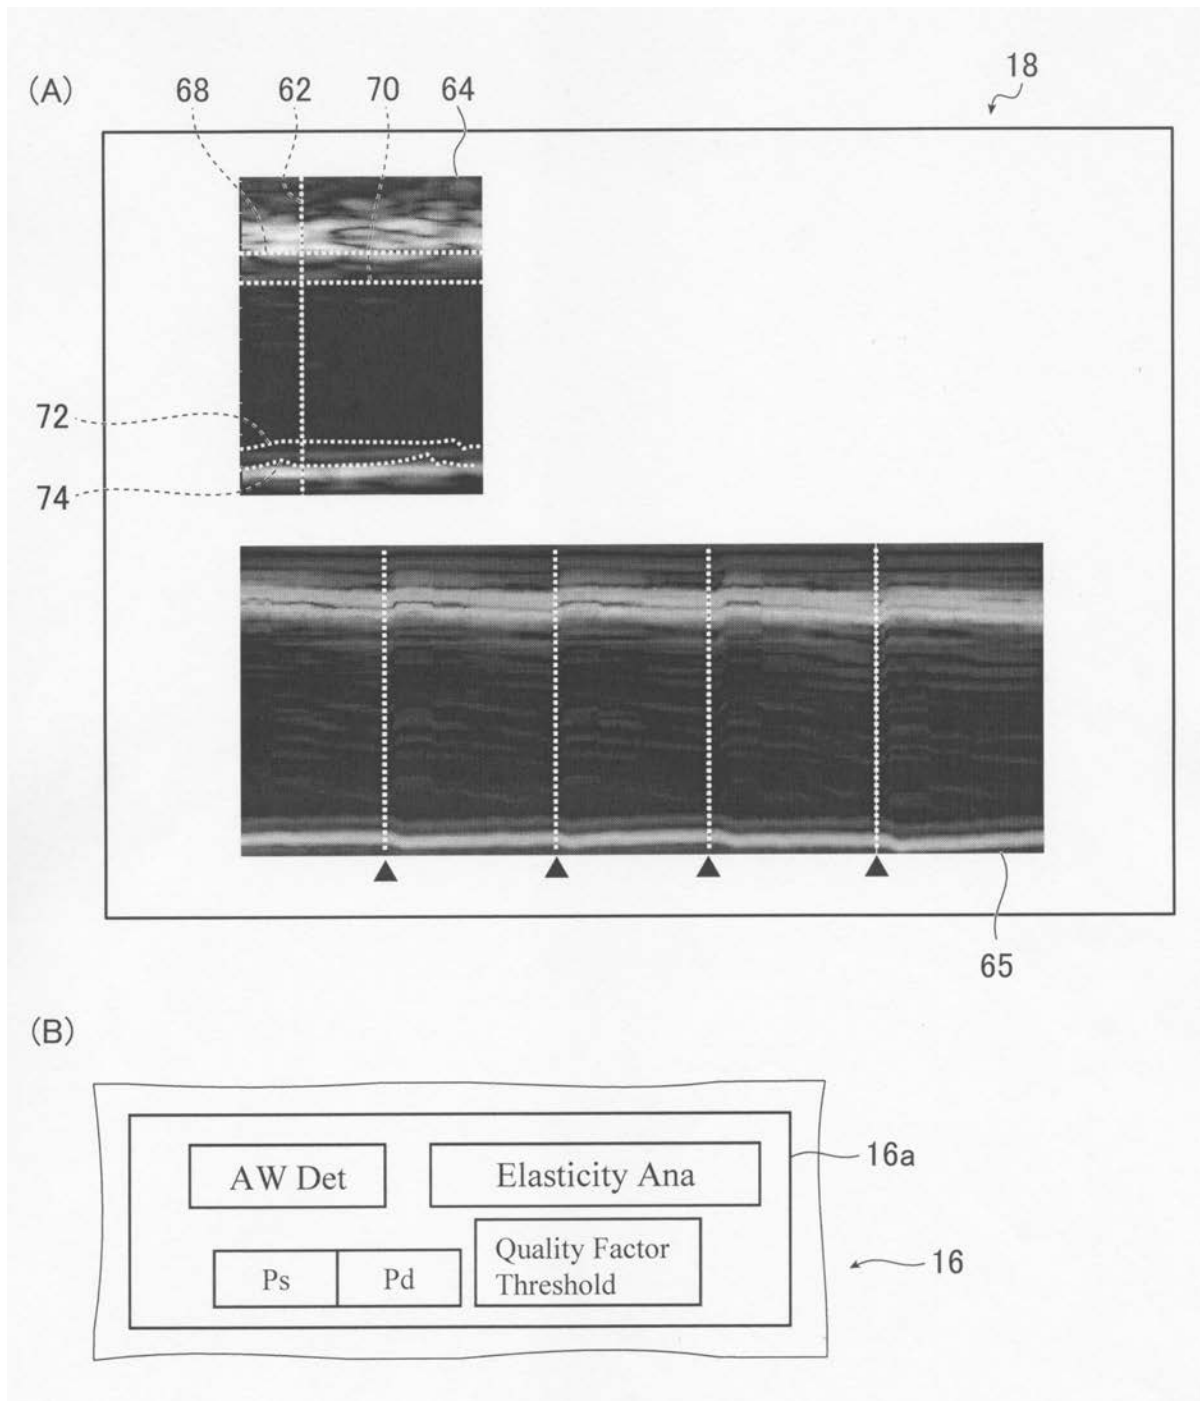 (A)
68 62 70 64 18
72
74
65
(B)
AW Det Elasticity Ana 16a
Quality Factor
Threshold
Ps Pd
16